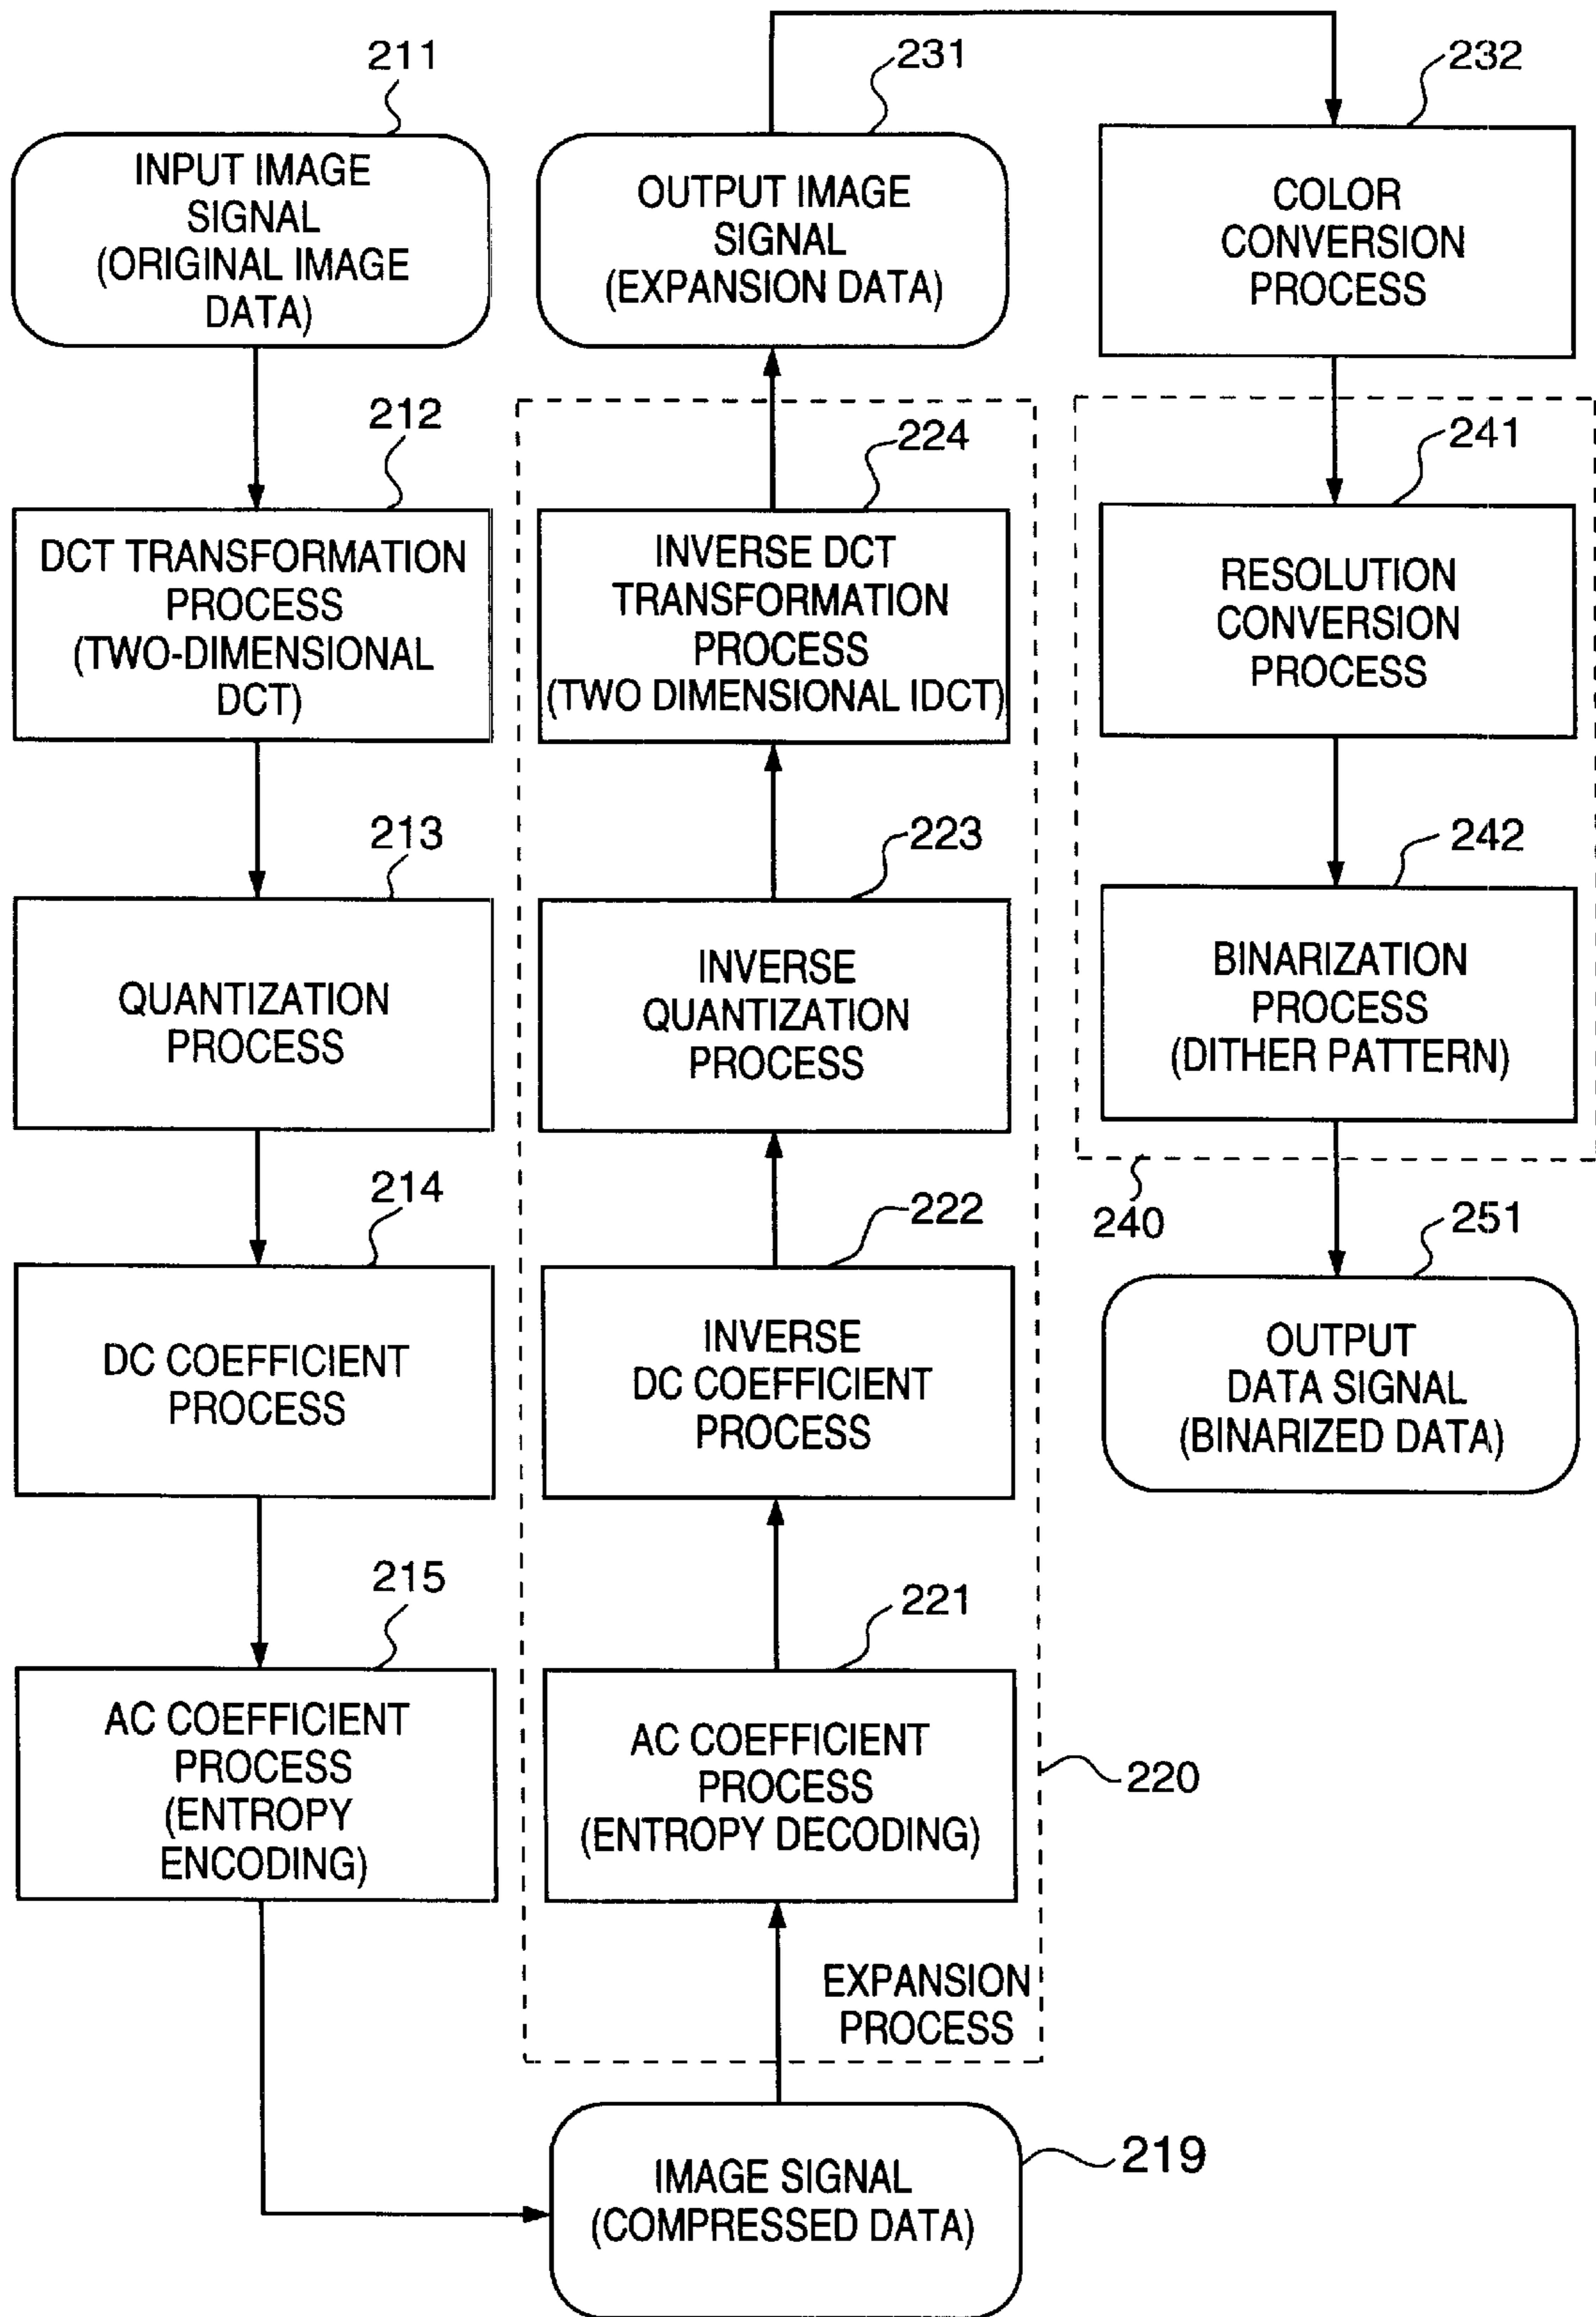 211
INPUT IMAGE
SIGNAL
(ORIGINAL IMAGE
DATA)
212
DCT TRANSFORMATION
PROCESS
(TWO-DIMENSIONAL
DCT)
213
QUANTIZATION
PROCESS
214
DC COEFFICIENT
PROCESS
215
AC COEFFICIENT
PROCESS
(ENTROPY
ENCODING)
219
IMAGE SIGNAL
(COMPRESSED DATA)
220
EXPANSION
PROCESS
221
AC COEFFICIENT
PROCESS
(ENTROPY DECODING)
222
INVERSE
DC COEFFICIENT
PROCESS
223
INVERSE
QUANTIZATION
PROCESS
224
INVERSE DCT
TRANSFORMATION
PROCESS
(TWO DIMENSIONAL IDCT)
231
OUTPUT IMAGE
SIGNAL
(EXPANSION DATA)
232
COLOR
CONVERSION
PROCESS
241
RESOLUTION
CONVERSION
PROCESS
242
BINARIZATION
PROCESS
(DITHER PATTERN)
240
251
OUTPUT
DATA SIGNAL
(BINARIZED DATA)